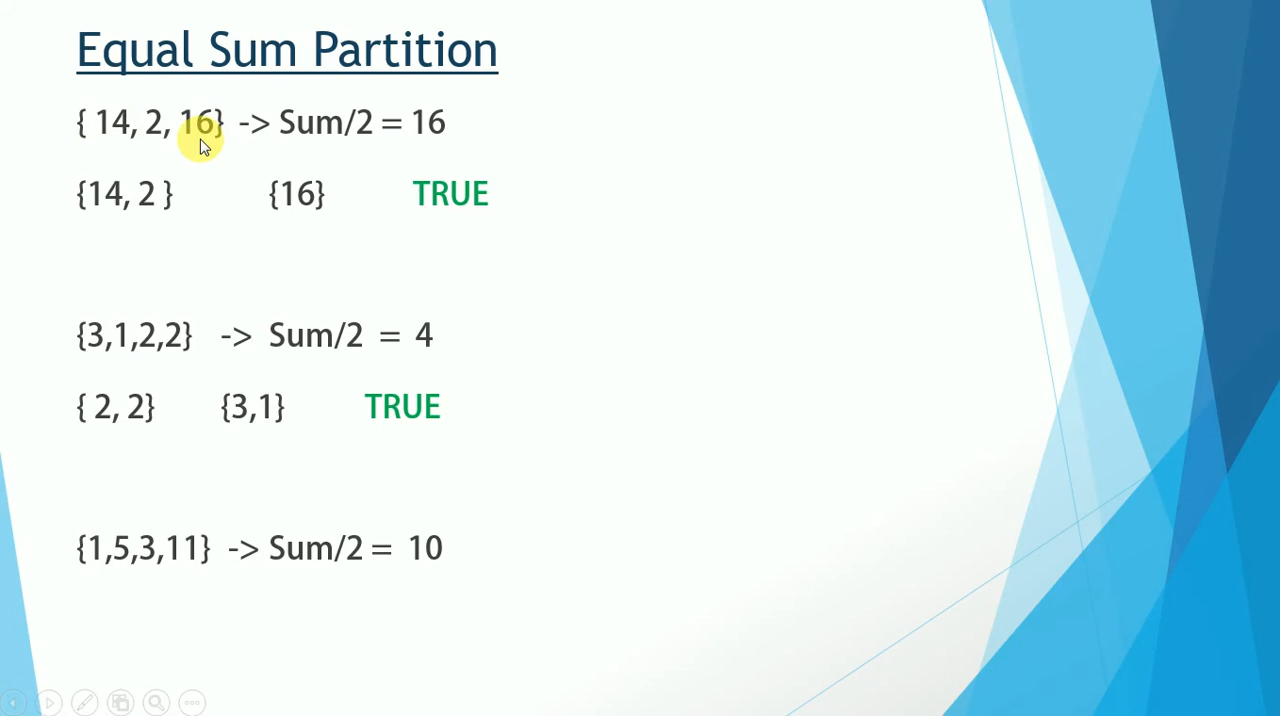 Equal Sum Partition
{ 14, 2, 16} -> Sum/2 = 16
{14, 2 } {16} TRUE
{3,1,2,2} -> Sum/2 = 4
{ 2, 2} {3,1} TRUE
{1,5,3,11} -> Sum/2 = 10